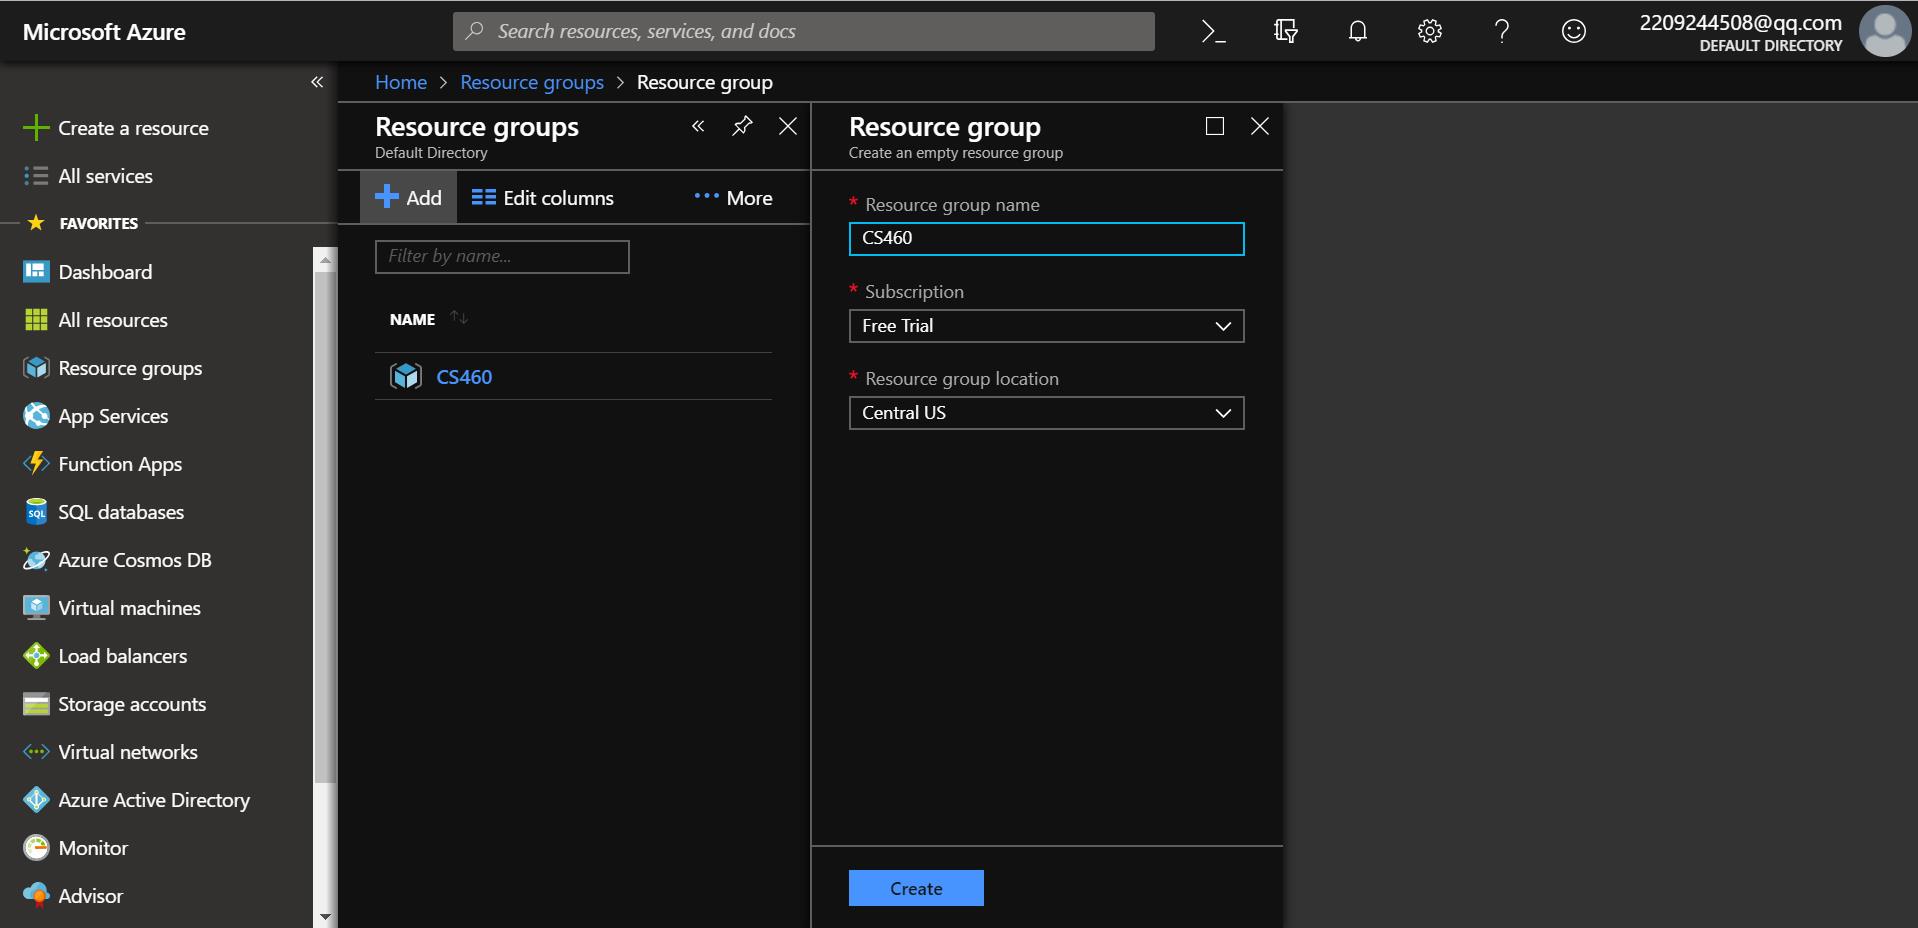 Microsoft Azure
Search resources, services, and docs
2209244508@qq.com
DEFAULT DIRECTORY
Create a resource
All services
FAVORITES
Dashboard
All resources
Resource groups
App Services
Function Apps
SQL databases
Azure Cosmos DB
Virtual machines
Load balancers
Storage accounts
Virtual networks
Azure Active Directory
Monitor
Advisor
Home > Resource groups > Resource group
Resource groups
Default Directory
Add
Edit columns
More
Filter by name...
NAME
CS460
Resource group
Create an empty resource group
* Resource group name
CS460
* Subscription
Free Trial
* Resource group location
Central US
Create